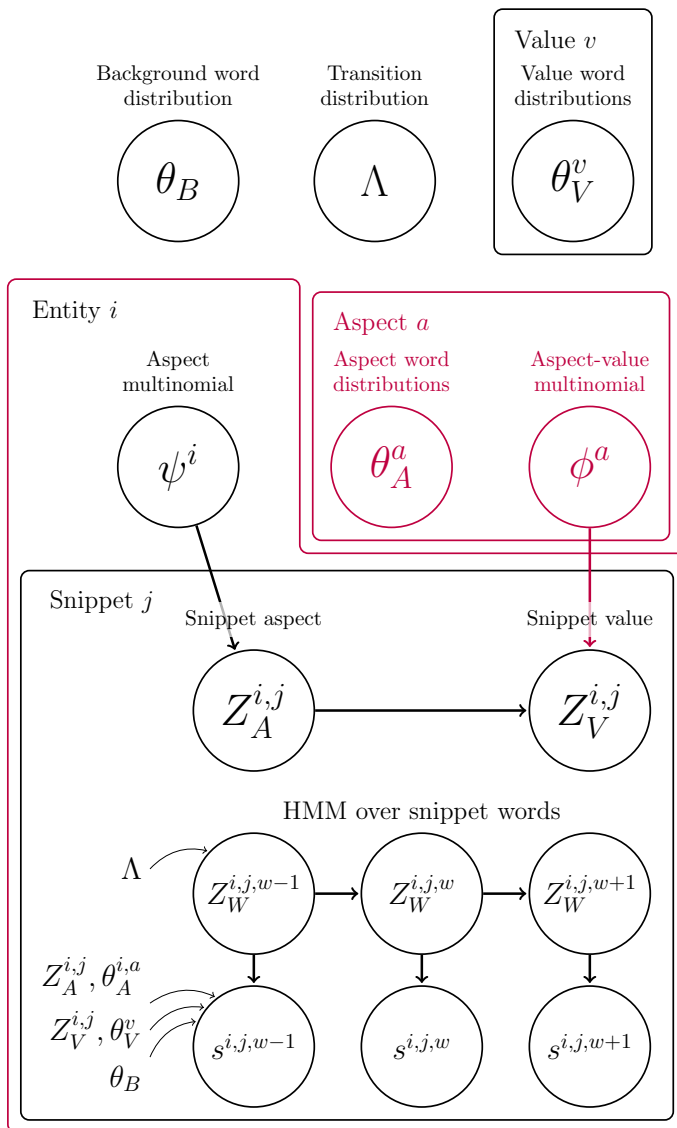 Value v
Background word
distribution
Transition
distribution
Value word
distributions
θ_B
Λ
θ_V^v
Entity i
Aspect a
Aspect
multinomial
Aspect word
distributions
Aspect-value
multinomial
ψ^i
θ_A^a
ϕ^a
Snippet j
Snippet aspect
Snippet value
Z_A^{i,j}
Z_V^{i,j}
HMM over snippet words
Λ
Z_W^{i,j,w−1}
Z_W^{i,j,w}
Z_W^{i,j,w+1}
Z_A^{i,j}, θ_A^{i,a}
Z_V^{i,j}, θ_V^v
θ_B
s^{i,j,w−1}
s^{i,j,w}
s^{i,j,w+1}